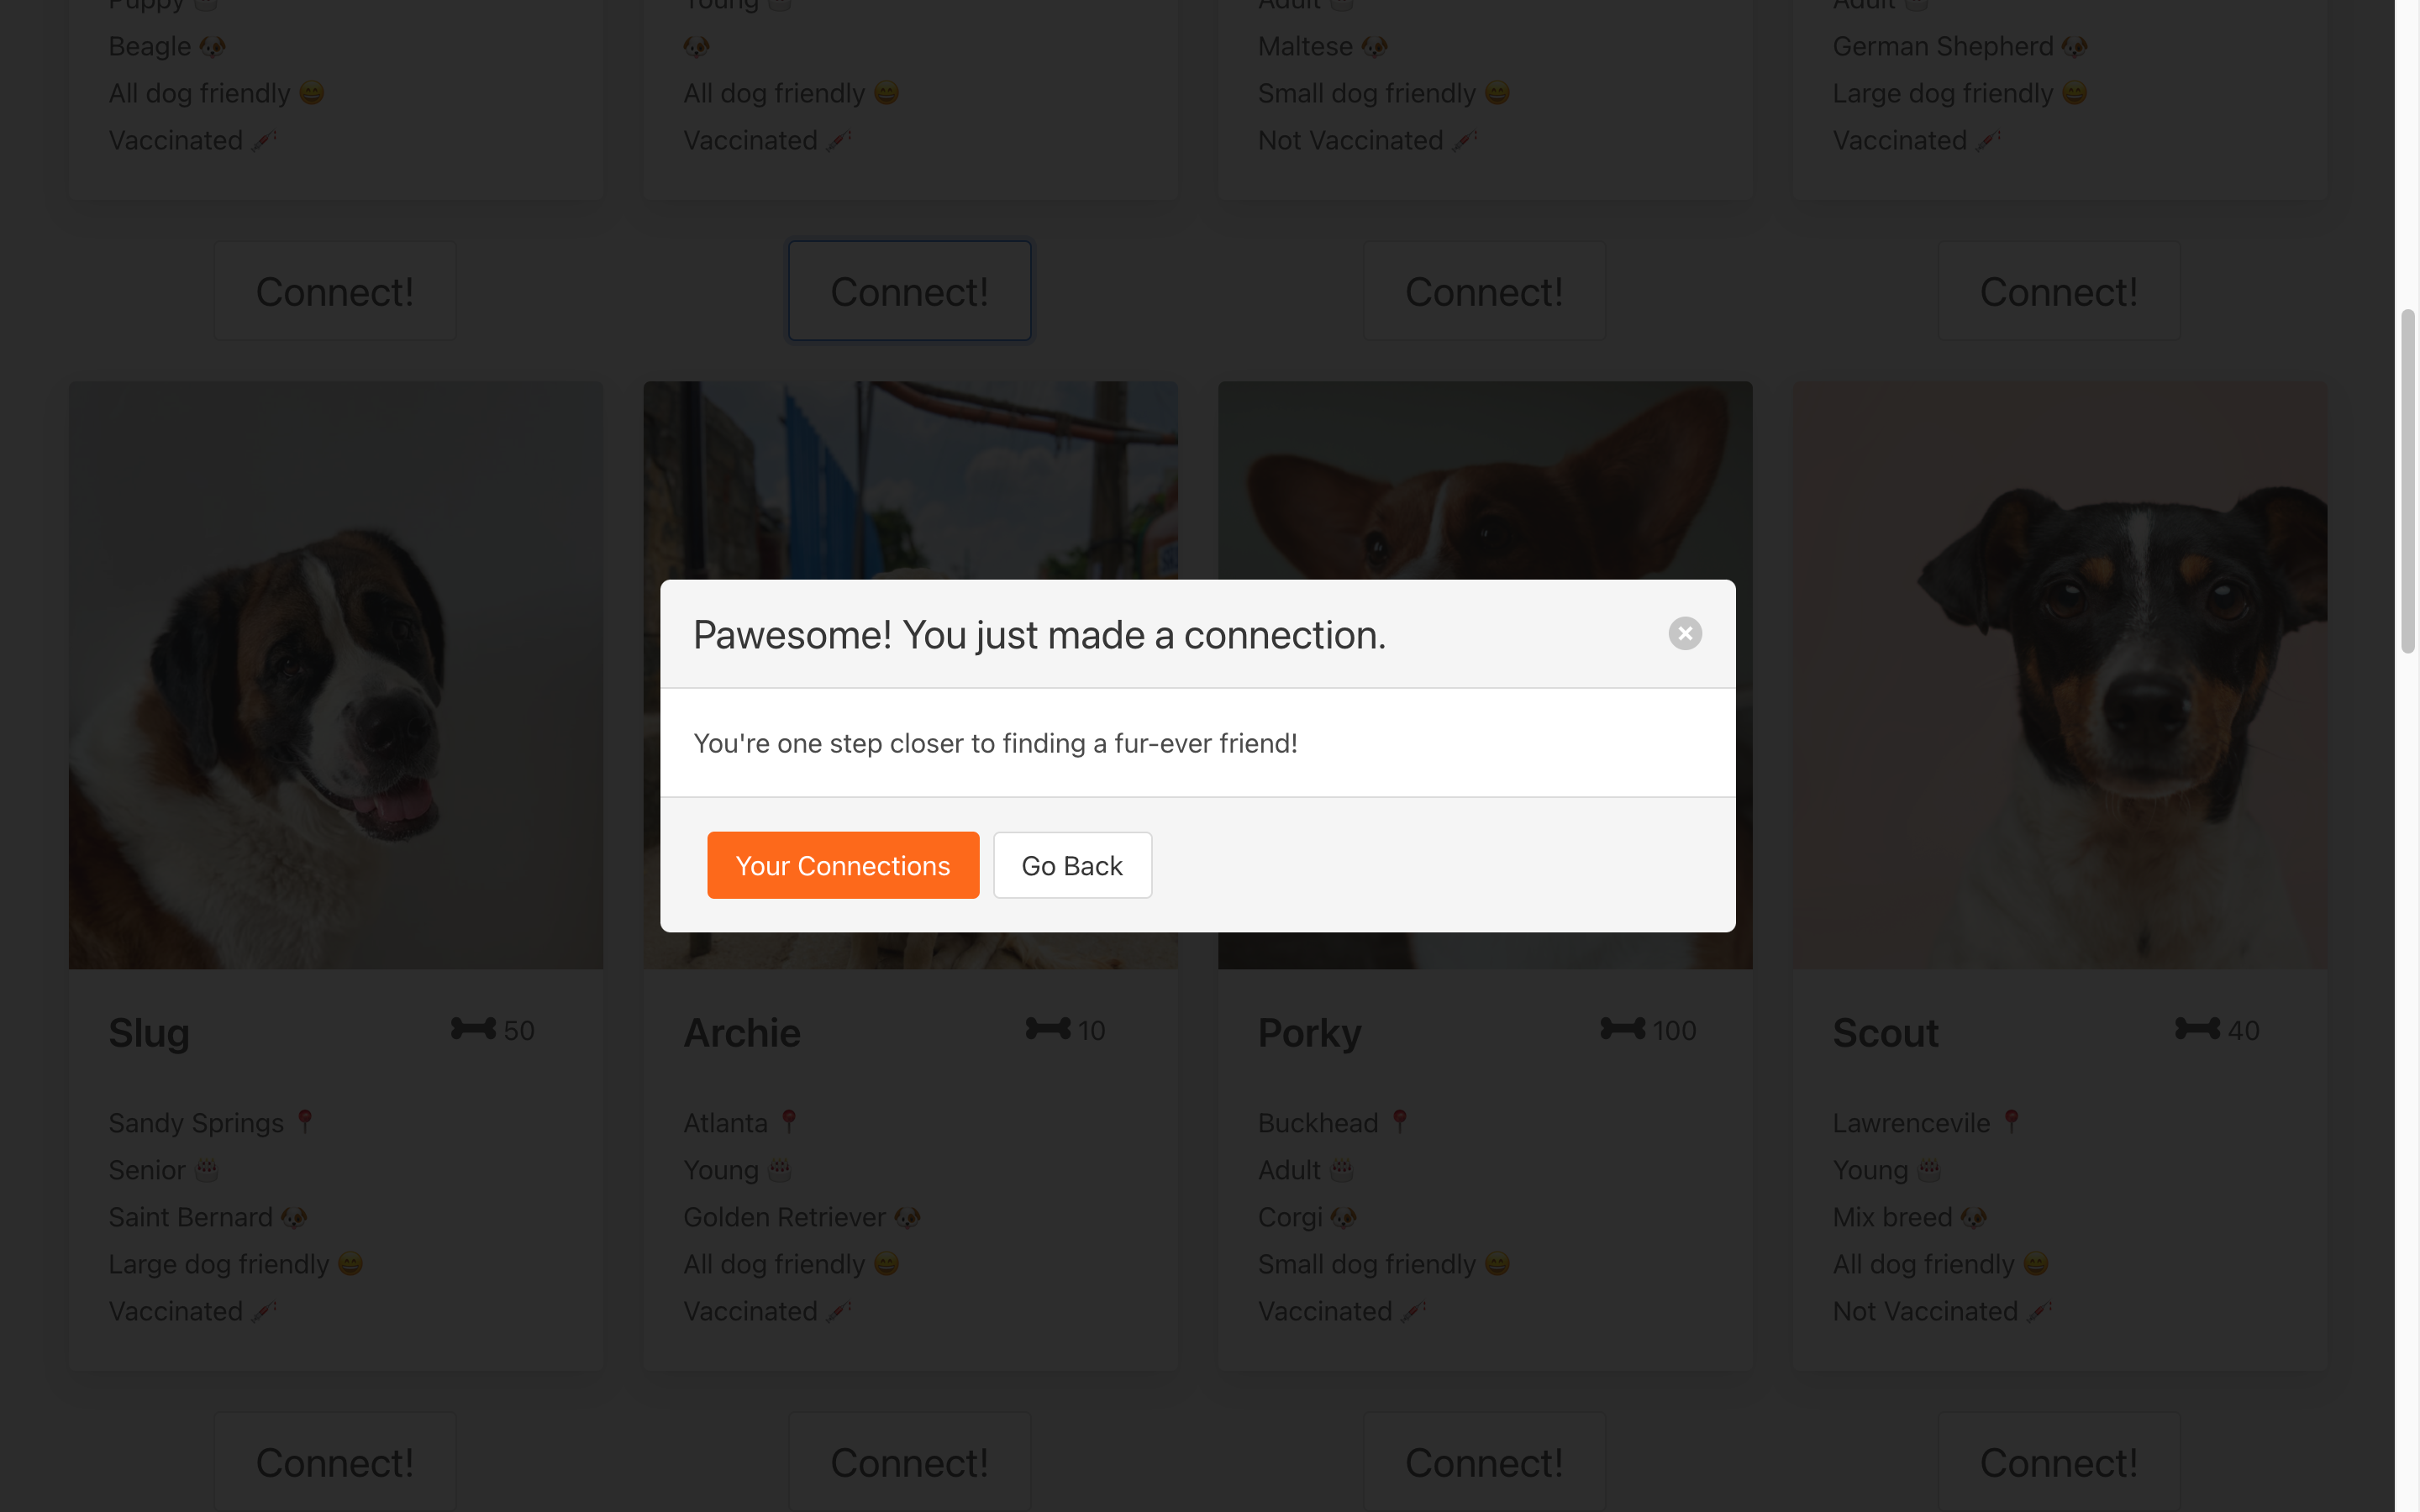 Puppy 🎂
Young 🎂
Adult 🎂
Adult 🎂
Beagle 🐶
🐶
Maltese 🐶
German Shepherd 🐶
All dog friendly 😄
All dog friendly 😄
Small dog friendly 😄
Large dog friendly 😄
Vaccinated 💉
Vaccinated 💉
Not Vaccinated 💉
Vaccinated 💉
Connect!
Connect!
Connect!
Connect!
Pawesome! You just made a connection.
You're one step closer to finding a fur-ever friend!
Your Connections
Go Back
Slug 50
Sandy Springs 📍
Senior 🎂
Saint Bernard 🐶
Large dog friendly 😄
Vaccinated 💉
Archie 10
Atlanta 📍
Young 🎂
Golden Retriever 🐶
All dog friendly 😄
Vaccinated 💉
Porky 100
Buckhead 📍
Adult 🎂
Corgi 🐶
Small dog friendly 😄
Vaccinated 💉
Scout 40
Lawrencevile 📍
Young 🎂
Mix breed 🐶
All dog friendly 😄
Not Vaccinated 💉
Connect!
Connect!
Connect!
Connect!